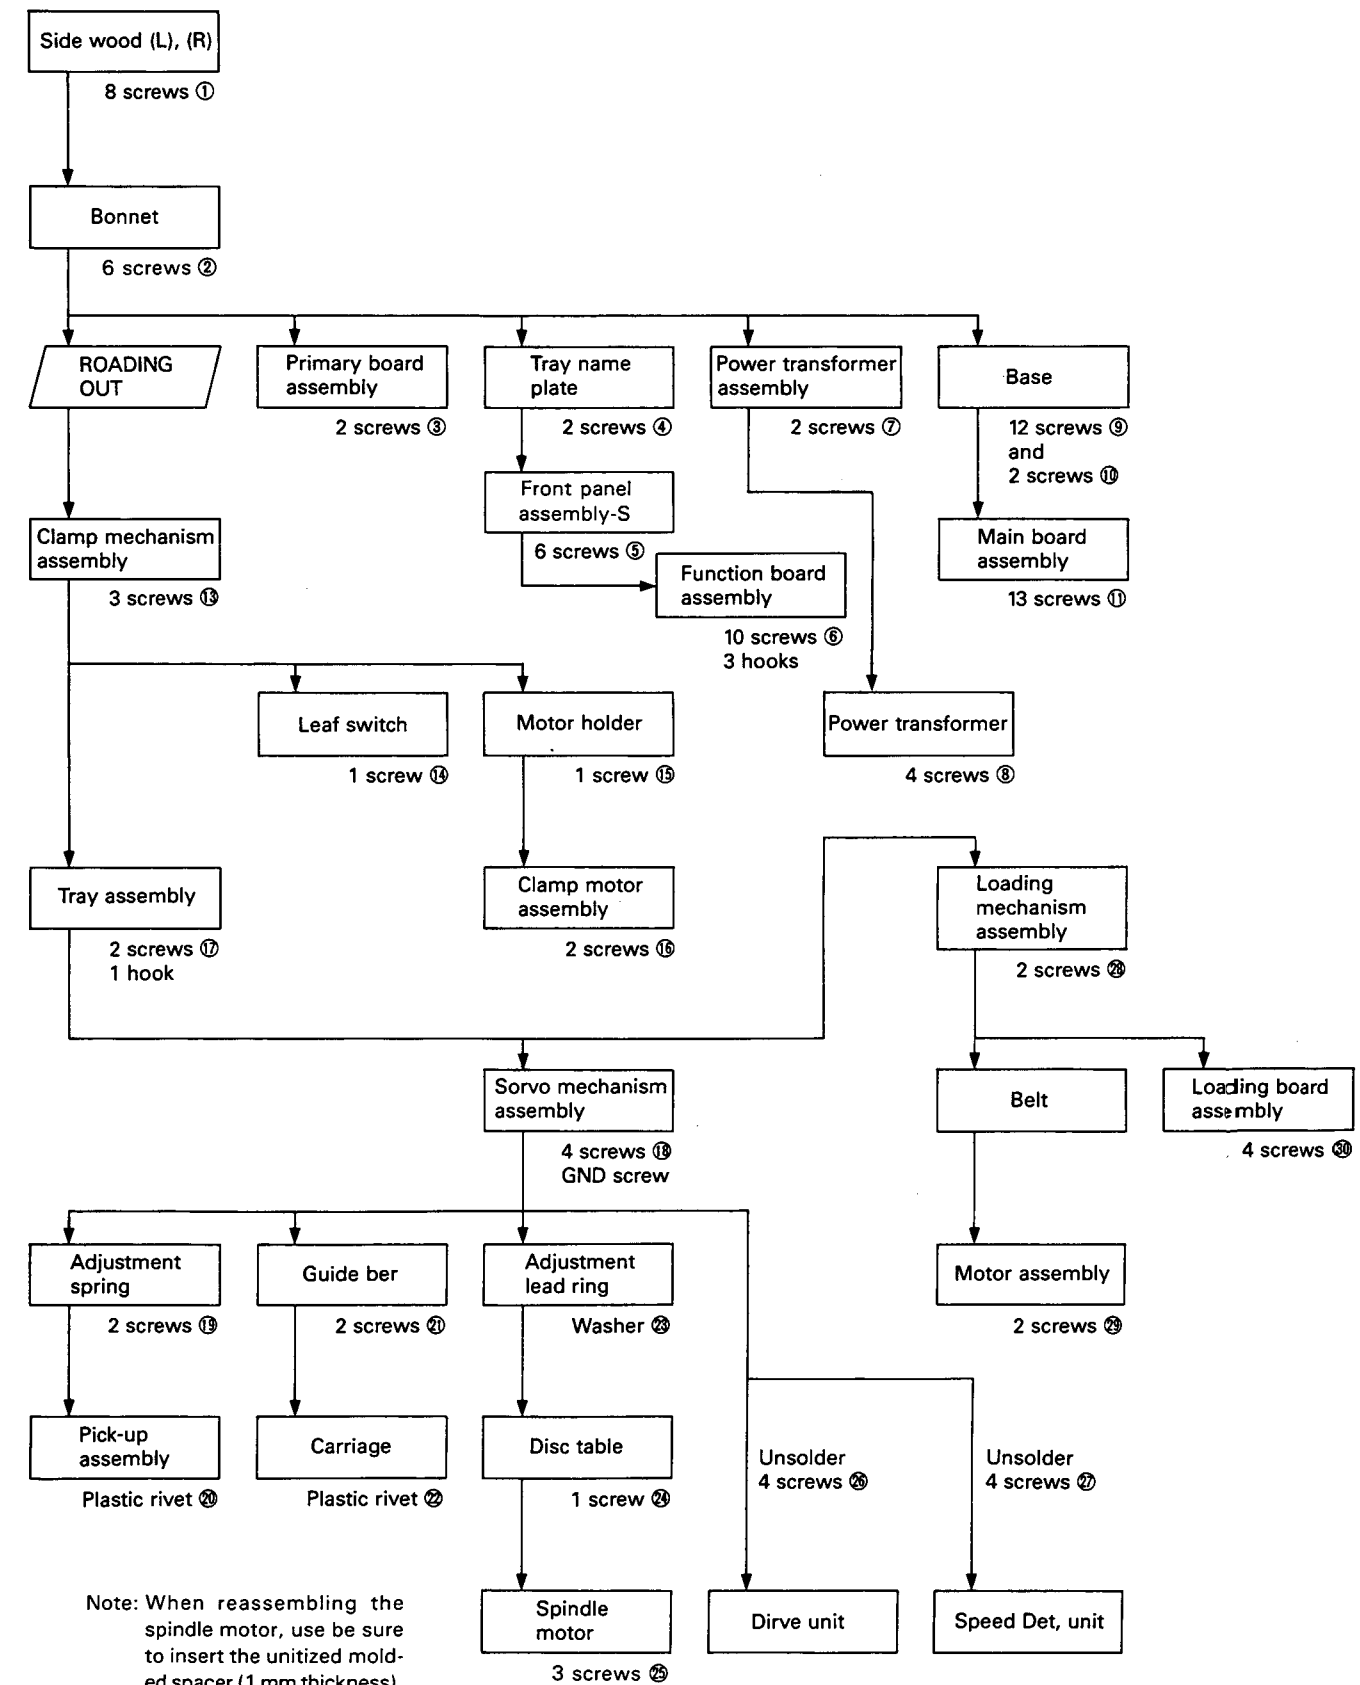 Side wood (L), (R)
8 screws ①
Bonnet
6 screws ②
ROADING
OUT
Primary board
assembly
2 screws ③
Tray name
plate
2 screws ④
Power transformer
assembly
2 screws ⑦
Base
12 screws ⑨
and
2 screws ⑩
Front panel
assembly-S
6 screws ⑤
Clamp mechanism
assembly
3 screws ⑬
Function board
assembly
10 screws ⑥
3 hooks
Main board
assembly
13 screws ⑪
Leaf switch
1 screw ⑭
Motor holder
1 screw ⑮
Power transformer
4 screws ⑧
Tray assembly
2 screws ⑰
1 hook
Clamp motor
assembly
2 screws ⑯
Loading
mechanism
assembly
2 screws ㉘
Sorvo mechanism
assembly
4 screws ⑱
GND screw
Belt
Loading board
assembly
4 screws ㉚
Adjustment
spring
2 screws ⑲
Guide ber
2 screws ㉑
Adjustment
lead ring
Washer ㉓
Motor assembly
2 screws ㉙
Pick-up
assembly
Plastic rivet ⑳
Carriage
Plastic rivet ㉒
Disc table
1 screw ㉔
Unsolder
4 screws ㉖
Unsolder
4 screws ㉗
Spindle
motor
3 screws ㉕
Dirve unit
Speed Det, unit
Note: When reassembling the
spindle motor, use be sure
to insert the unitized mold-
ed spacer (1 mm thickness).